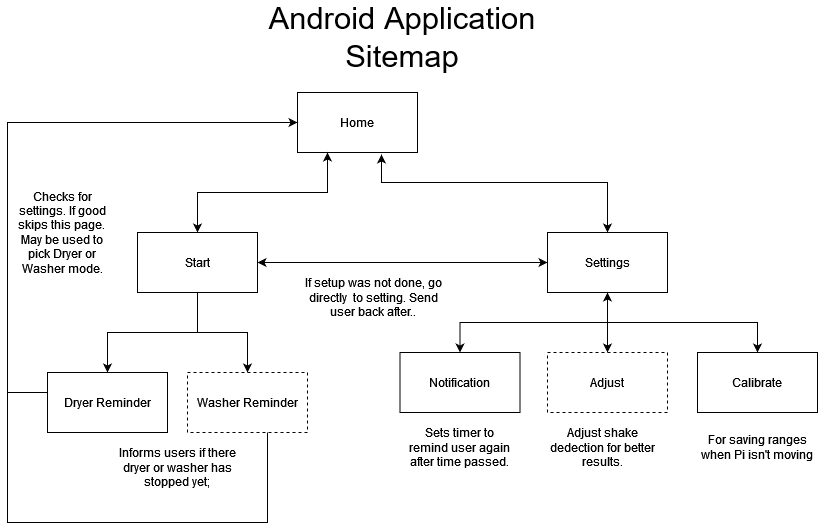 Android Application
Sitemap
Home
Checks for
settings. If good
skips this page.
May be used to
pick Dryer or
Washer mode.
Start
Settings
If setup was not done, go
directly to setting. Send
user back after..
Dryer Reminder
Washer Reminder
Notification
Adjust
Calibrate
Informs users if there
dryer or washer has
stopped yet;
Sets timer to
remind user again
after time passed.
Adjust shake
dedection for better
results.
For saving ranges
when Pi isn't moving